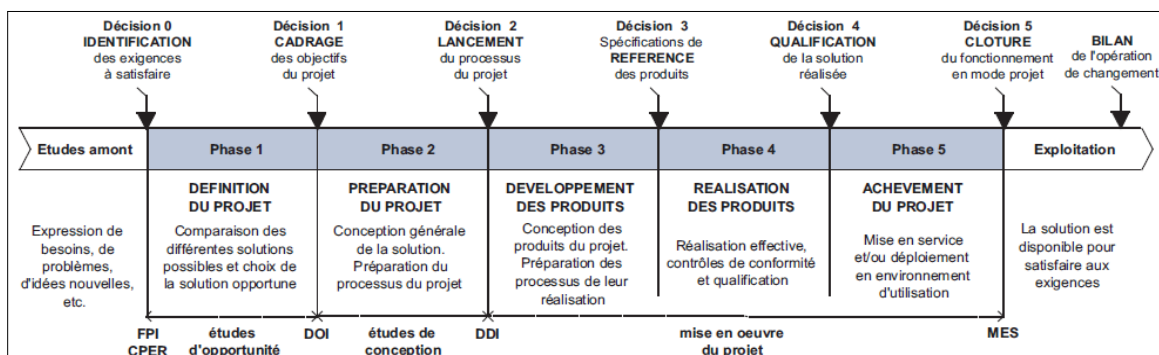 Décision 0
IDENTIFICATION
des exigences
à satisfaire
Décision 1
CADRAGE
des objectifs
du projet
Décision 2
LANCEMENT
du processus
du projet
Décision 3
Spécifications de
REFERENCE
des produits
Décision 4
QUALIFICATION
de la solution
réalisée
Décision 5
CLOTURE
du fonctionnement
en mode projet
BILAN
de l'opération
de changement
Etudes amont
Phase 1
Phase 2
Phase 3
Phase 4
Phase 5
Exploitation
Expression de
besoins, de
problèmes,
d'idées nouvelles,
etc.
DEFINITION
DU PROJET
Comparaison des
différentes solutions
possibles et choix de
la solution opportune
PREPARATION
DU PROJET
Conception générale
de la solution.
Préparation du
processus du projet
DEVELOPPEMENT
DES PRODUITS
Conception des
produits du projet.
Préparation des
processus de leur
réalisation
REALISATION
DES PRODUITS
Réalisation effective,
contrôles de conformité
et qualification
ACHEVEMENT
DU PROJET
Mise en service
et/ou déploiement
en environnement
d'utilisation
La solution est
disponible pour
satisfaire aux
exigences
FPI
CPER
études
d'opportunité
DOI
études de
conception
DDI
mise en oeuvre
du projet
MES